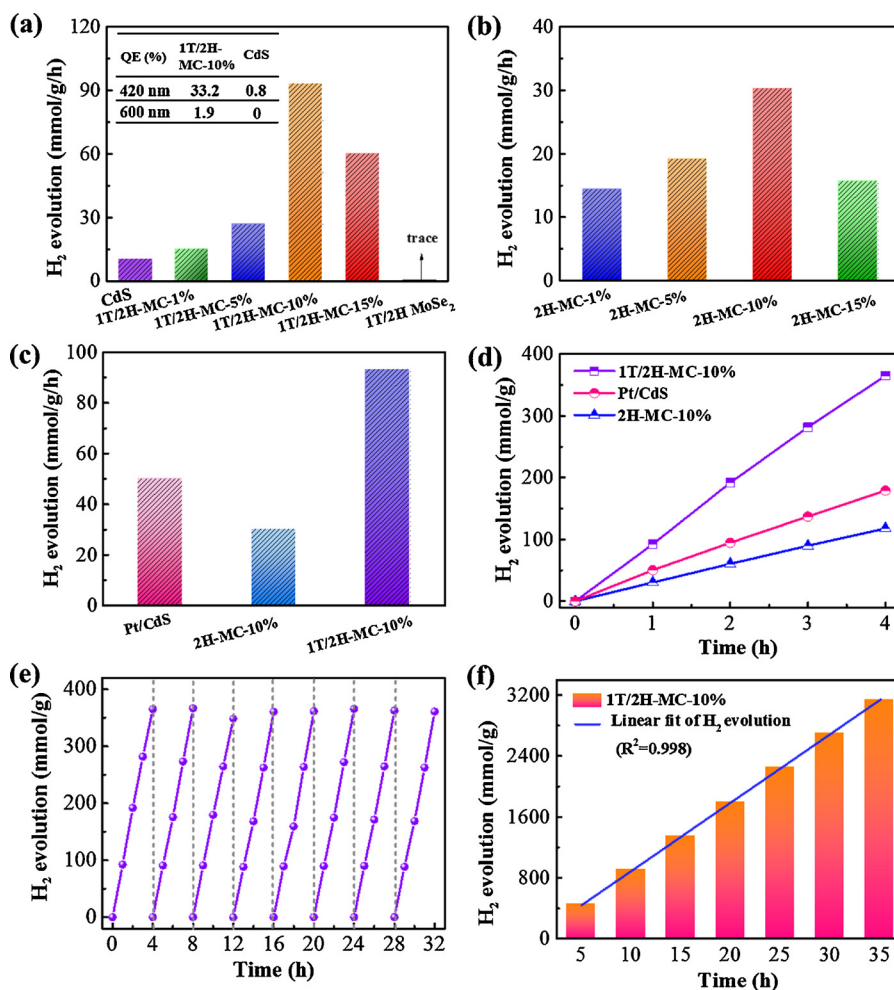 (a)
H2 evolution (mmol/g/h)
120
90
60
30
0
QE (%) 1T/2H-MC-10% CdS
420 nm 33.2 0.8
600 nm 1.9 0
trace
CdS
1T/2H-MC-1%
1T/2H-MC-5%
1T/2H-MC-10%
1T/2H-MC-15%
1T/2H MoSe2
(b)
H2 evolution (mmol/g/h)
40
30
20
10
0
2H-MC-1%
2H-MC-5%
2H-MC-10%
2H-MC-15%
(c)
H2 evolution (mmol/g/h)
100
80
60
40
20
0
Pt/CdS
2H-MC-10%
1T/2H-MC-10%
(d)
H2 evolution (mmol/g)
400
300
200
100
0
1T/2H-MC-10%
Pt/CdS
2H-MC-10%
0 1 2 3 4
Time (h)
(e)
H2 evolution (mmol/g)
400
300
200
100
0
0 4 8 12 16 20 24 28 32
Time (h)
(f)
H2 evolution (mmol/g)
3200
2400
1600
800
0
1T/2H-MC-10%
Linear fit of H2 evolution
(R2=0.998)
5 10 15 20 25 30 35
Time (h)